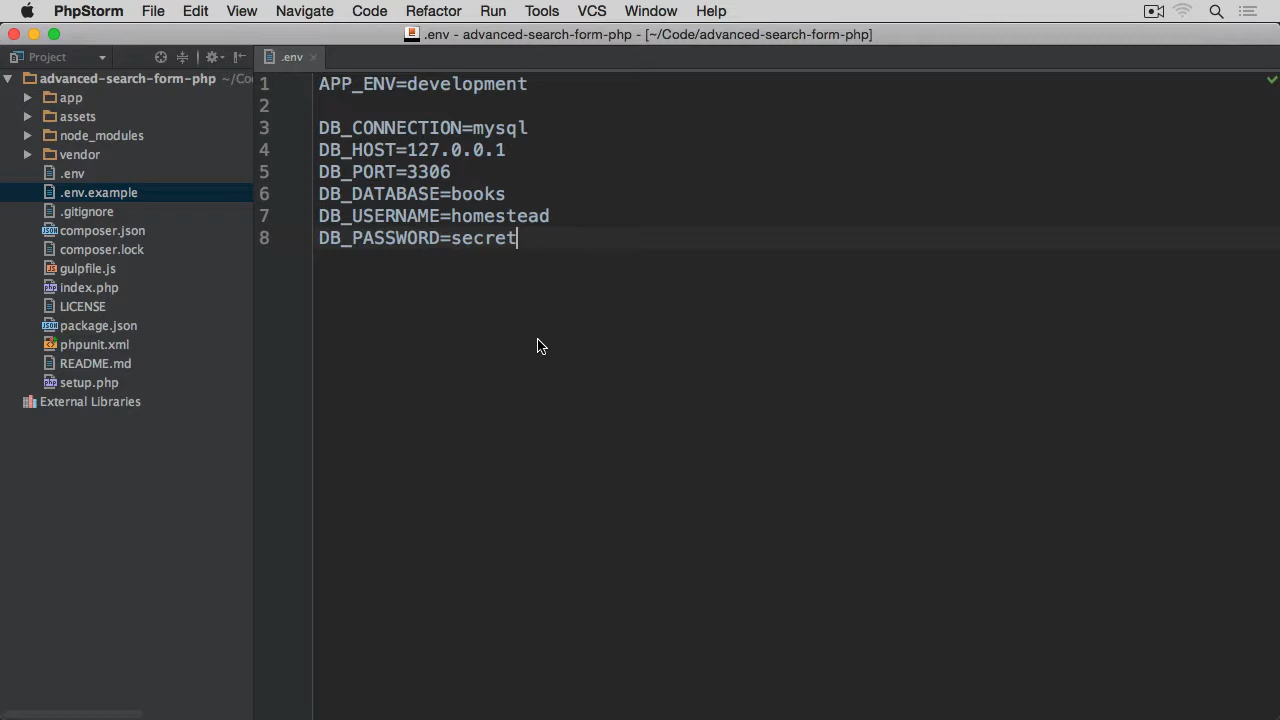 PhpStorm File Edit View Navigate Code Refactor Run Tools VCS Window Help
.env - advanced-search-form-php - [~/Code/advanced-search-form-php]
Project
.env
advanced-search-form-php ~/Co
app
assets
node_modules
vendor
.env
.env.example
.gitignore
composer.json
composer.lock
gulpfile.js
index.php
LICENSE
package.json
phpunit.xml
README.md
setup.php
External Libraries
1 APP_ENV=development
2
3 DB_CONNECTION=mysql
4 DB_HOST=127.0.0.1
5 DB_PORT=3306
6 DB_DATABASE=books
7 DB_USERNAME=homestead
8 DB_PASSWORD=secret